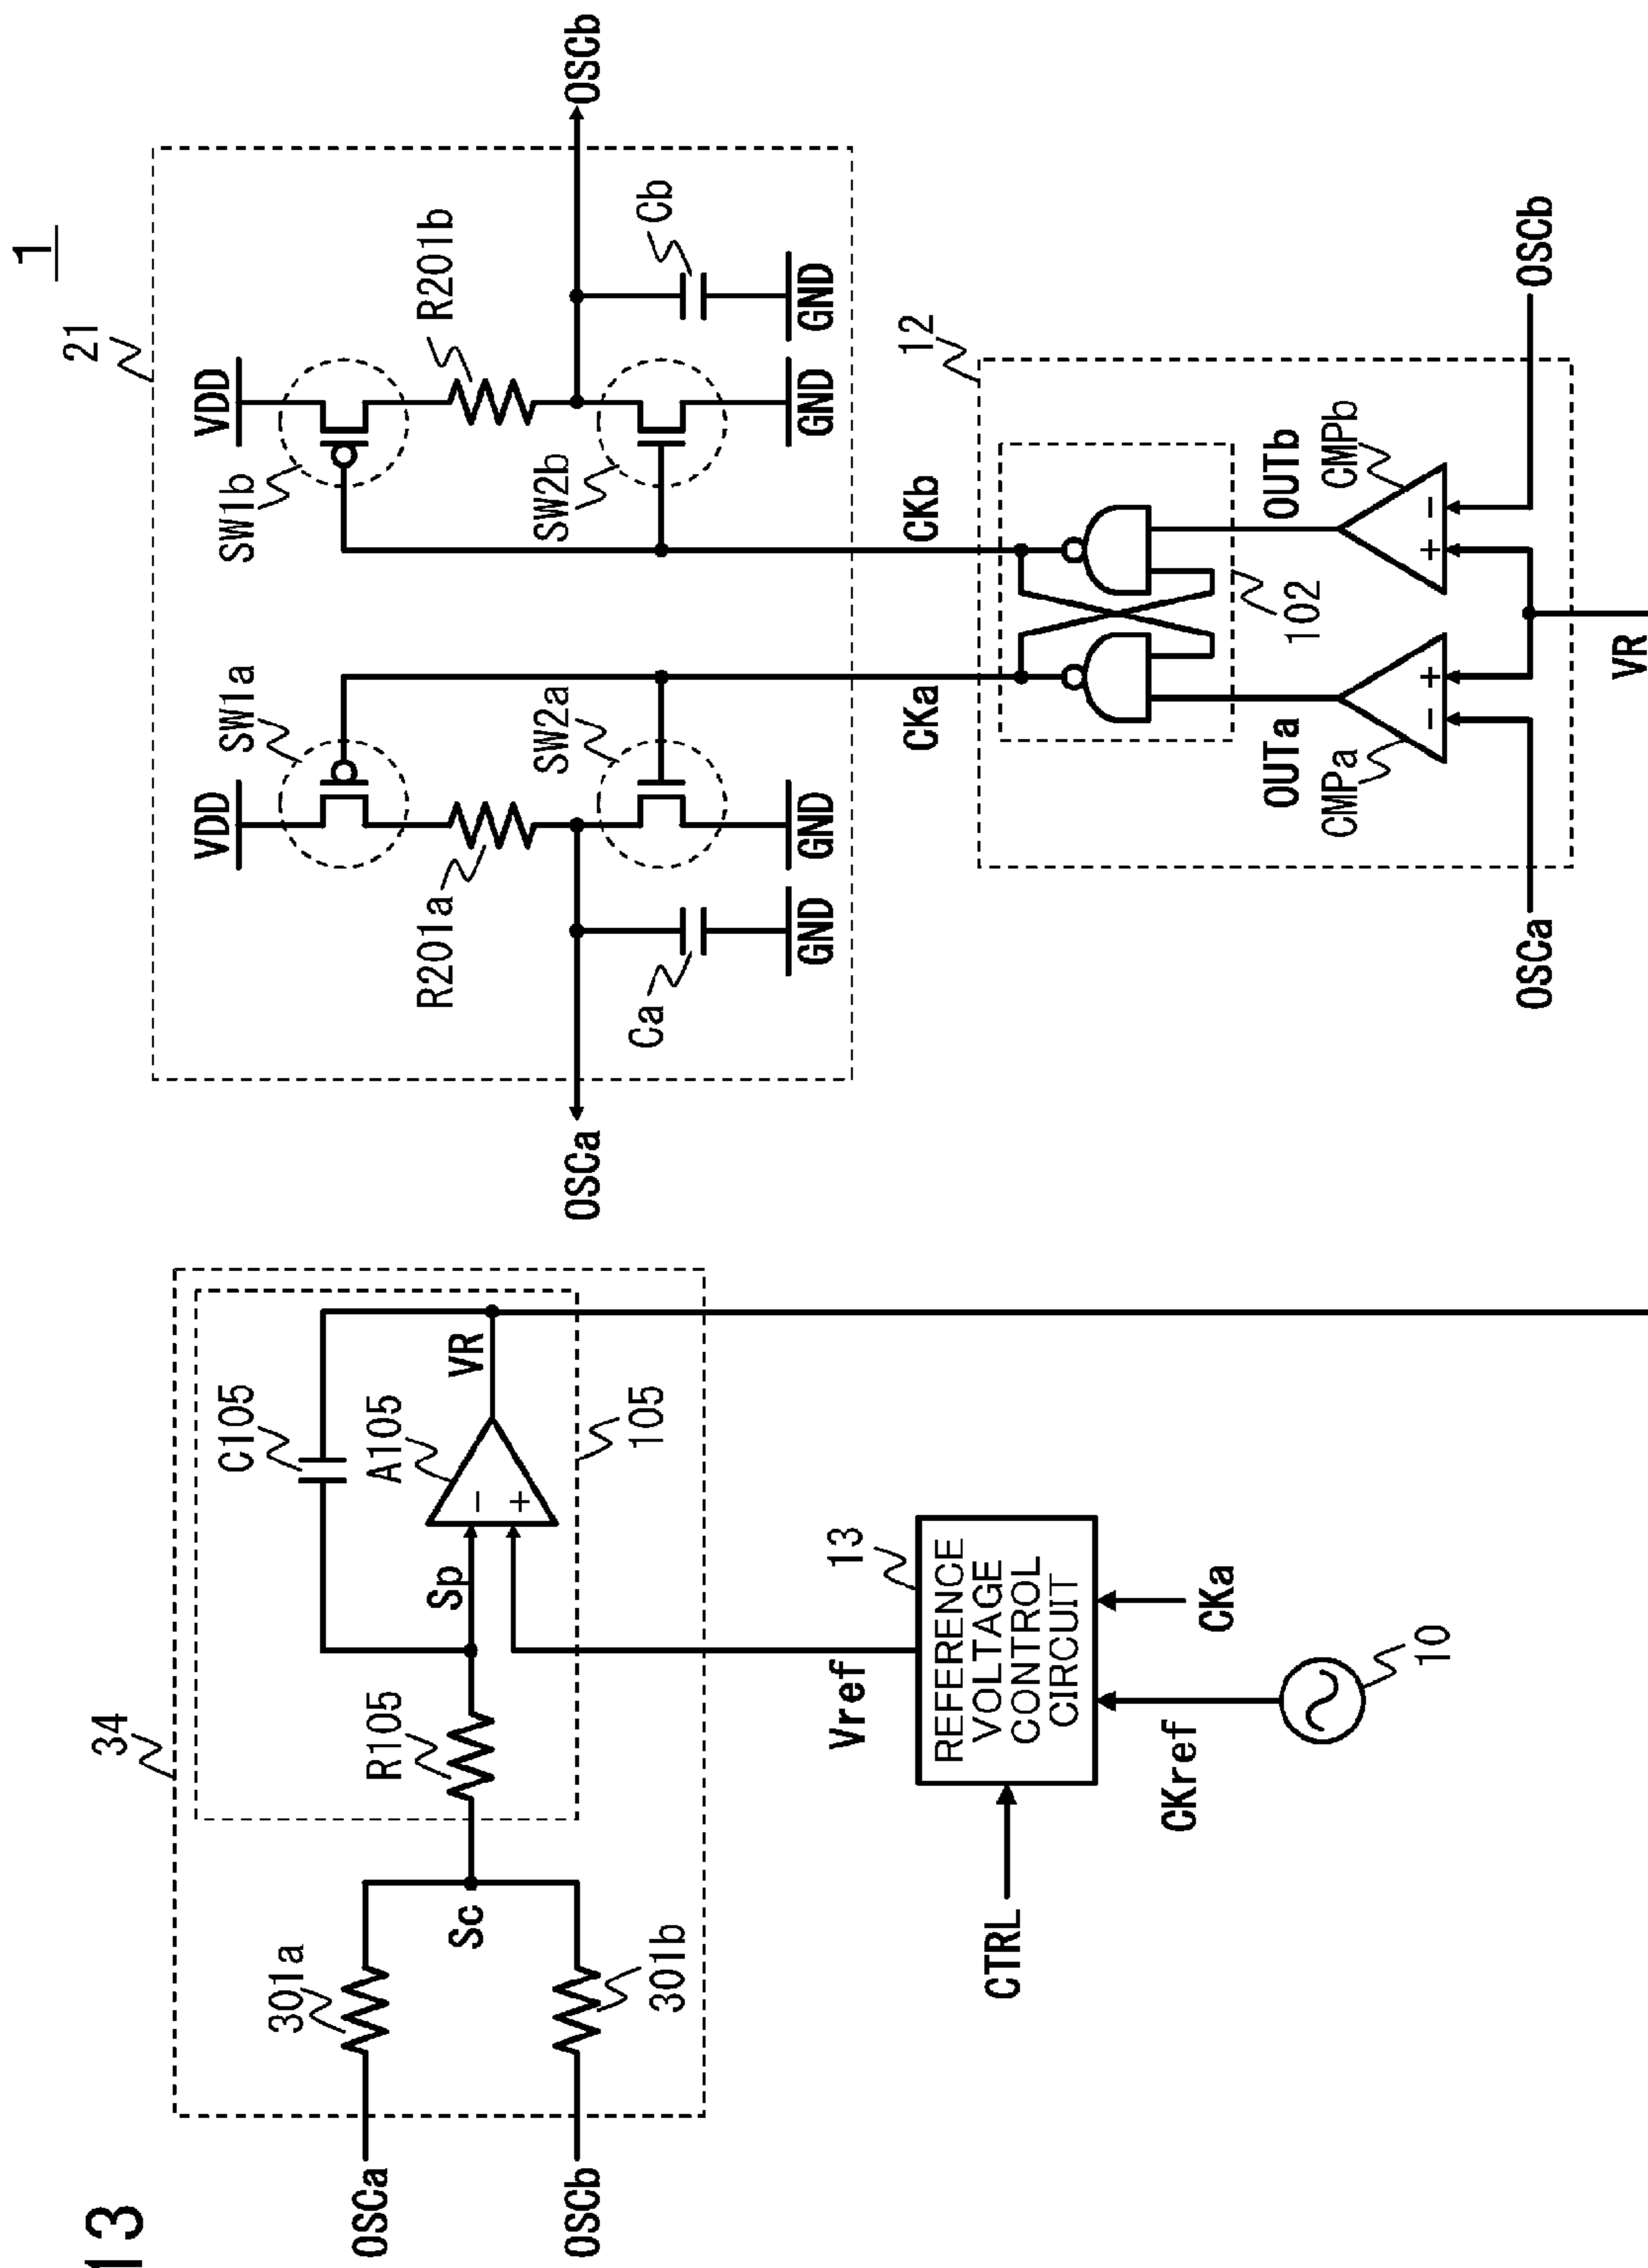 13
1
34
OSCa
OSCb
301a
301b
Sc
R105
Sp
C105
A105
-
+
VR
105
Vref
13
REFERENCE
VOLTAGE
CONTROL
CIRCUIT
CTRL
CKref
CKa
10
21
OSCa
OSCb
VDD
VDD
SW1a
SW1b
R201a
R201b
SW2a
SW2b
Ca
Cb
GND
GND
GND
GND
CKa
CKb
12
102
OUTa
OUTb
CMPa
CMPb
-
+
+
-
OSCa
OSCb
VR